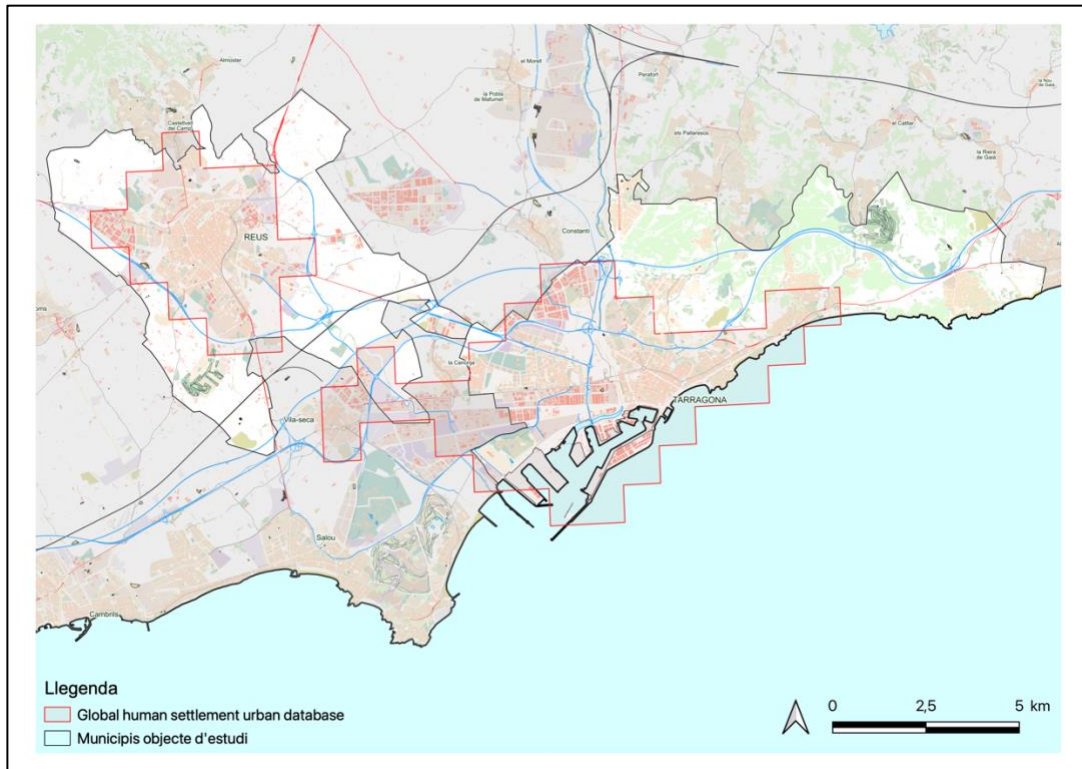 Almoster
el Morell
Perafort
la Nou
de Gaià
la Pobla
de Mafumet
Castellvell
del Camp
els Pallaresos
el Catllar
la Riera
de Gaià
REUS
Constantí
la Canonja
TARRAGONA
Vila-seca
Salou
Cambrils
Llegenda
Global human settlement urban database
Municipis objecte d'estudi
0 2,5 5 km